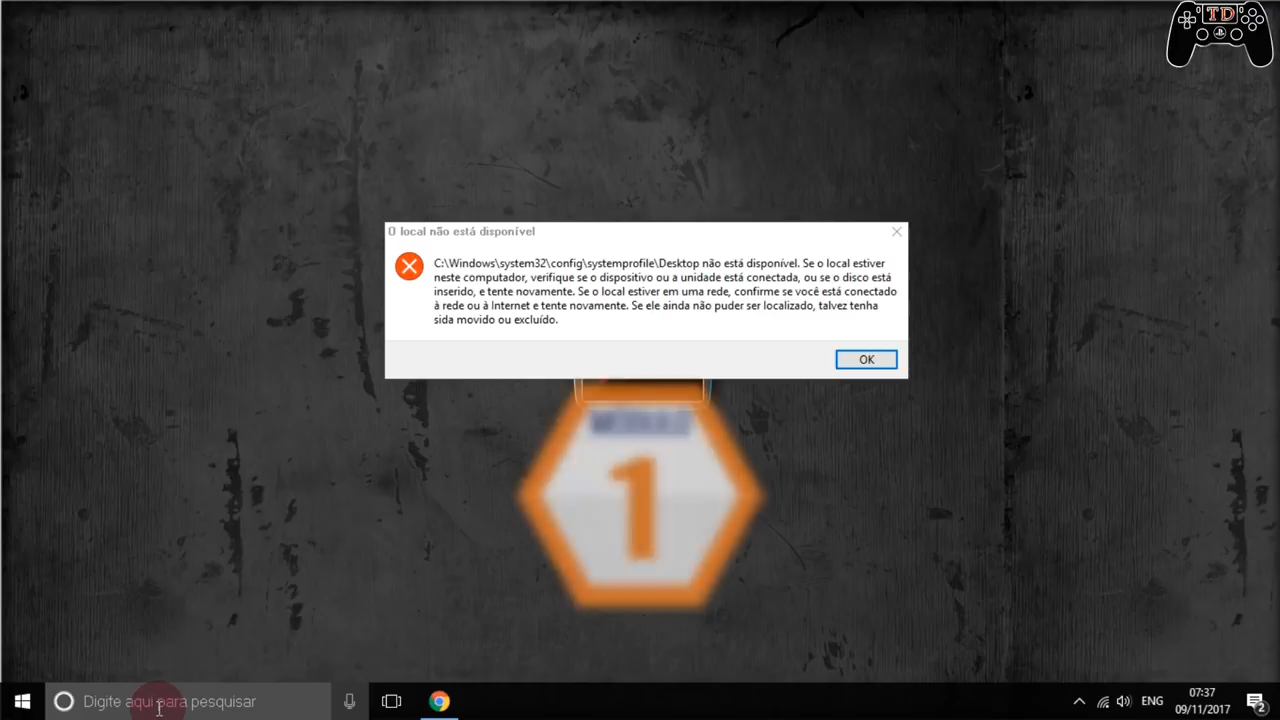 TD
O local não está disponível
C:\Windows\system32\config\systemprofile\Desktop não está disponível. Se o local estiver
neste computador, verifique se o dispositivo ou a unidade está conectada, ou se o disco está
inserido, e tente novamente. Se o local estiver em uma rede, confirme se você está conectado
à rede ou à Internet e tente novamente. Se ele ainda não puder ser localizado, talvez tenha
sida movido ou excluído.
OK
1
Digite aqui para pesquisar
ENG
07:37
09/11/2017
2